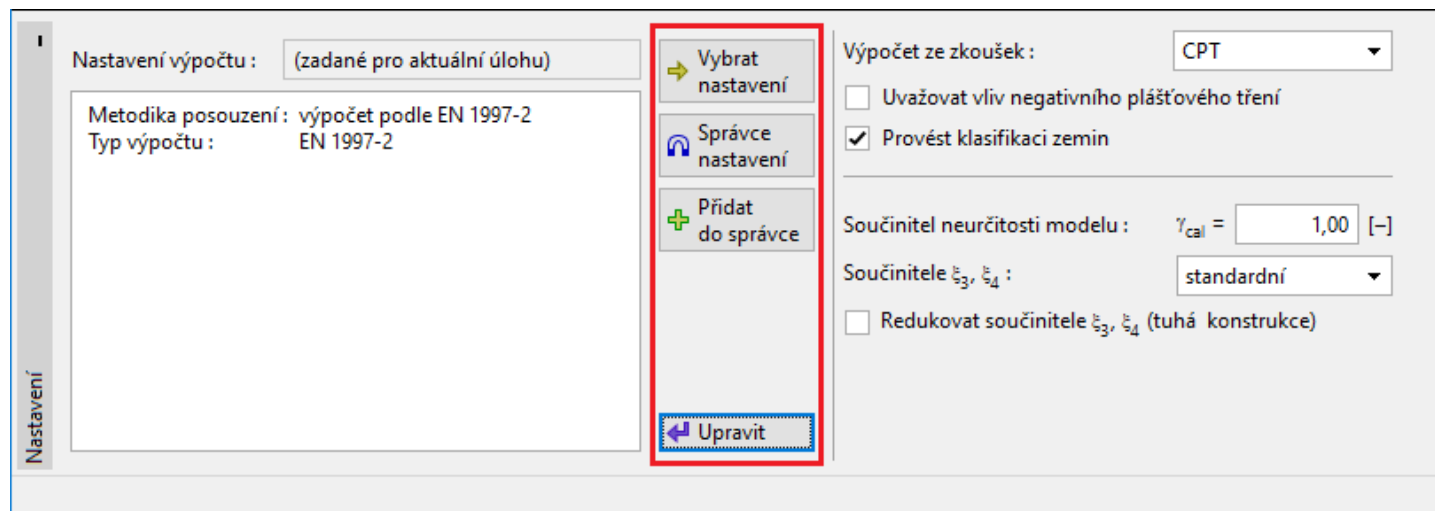 Nastavení výpočtu :
(zadané pro aktuální úlohu)
Metodika posouzení : výpočet podle EN 1997-2
Typ výpočtu : EN 1997-2
Vybrat
nastavení
Správce
nastavení
Přidat
do správce
Upravit
Výpočet ze zkoušek : CPT
Uvažovat vliv negativního plášťového tření
Provést klasifikaci zemin
Součinitel neurčitosti modelu : γcal = 1,00 [–]
Součinitele ξ3, ξ4 : standardní
Redukovat součinitele ξ3, ξ4 (tuhá konstrukce)
Nastavení